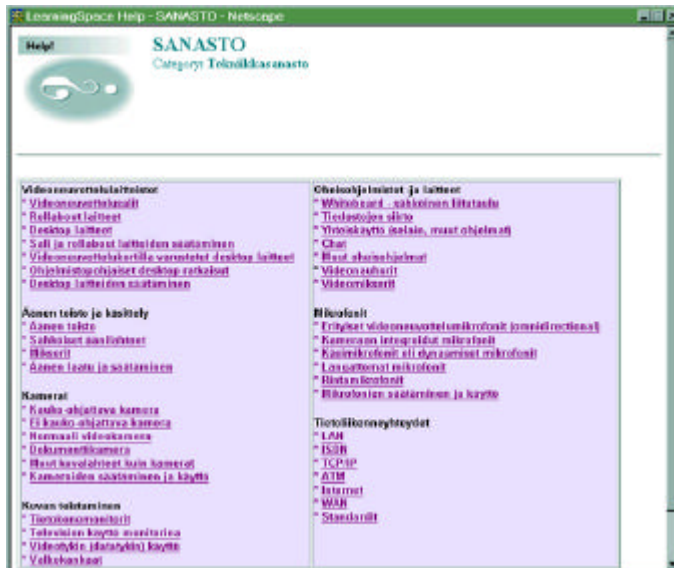 LearningSpace Help - SANASTO - Netscape
Help!
SANASTO
Category: Tekniikkasanasto
Videoneuvottelulaitteistot
* Videoneuvottelusalit
* Rollabout laitteet
* Desktop laitteet
* Sali ja rollabout laitteiden säätäminen
* Videoneuvottelukortilla varustetut desktop laitteet
* Ohjelmistopohjaiset desktop ratkaisut
* Desktop laitteiden säätäminen
Äänen toisto ja käsittely
* Äänen toisto
* Sähköiset äänilähteet
* Mikserit
* Äänen laatu ja säätäminen
Kamerat
* Kauko-ohjattava kamera
* Ei kauko-ohjattava kamera
* Normaali videokamera
* Dokumenttikamera
* Muut kuvalähteet kuin kamerat
* Kameroiden säätäminen ja käyttö
Kuvan toistaminen
* Tietokonemonitorit
* Television käyttö monitorina
* Videotykin (datatykin) käyttö
* Valkokankaat
Oheisohjelmistot ja laitteet
* Whiteboard - sähköinen liitutaulu
* Tiedostojen siirto
* Yhteiskäyttö (selain, muut ohjelmat)
* Chat
* Muut oheisohjelmat
* Videonauhurit
* Videomikserit
Mikrofonit
* Erityiset videoneuvottelumikrofonit (omnidirectional)
* Kameraan integroidut mikrofonit
* Käsimikrofonit eli dynaamiset mikrofonit
* Langattomat mikrofonit
* Rintamikrofonit
* Mikrofonien säätäminen ja käyttö
Tietoliikenneyhteydet
* LAN
* ISDN
* TCP/IP
* ATM
* Internet
* WAN
* Standardit